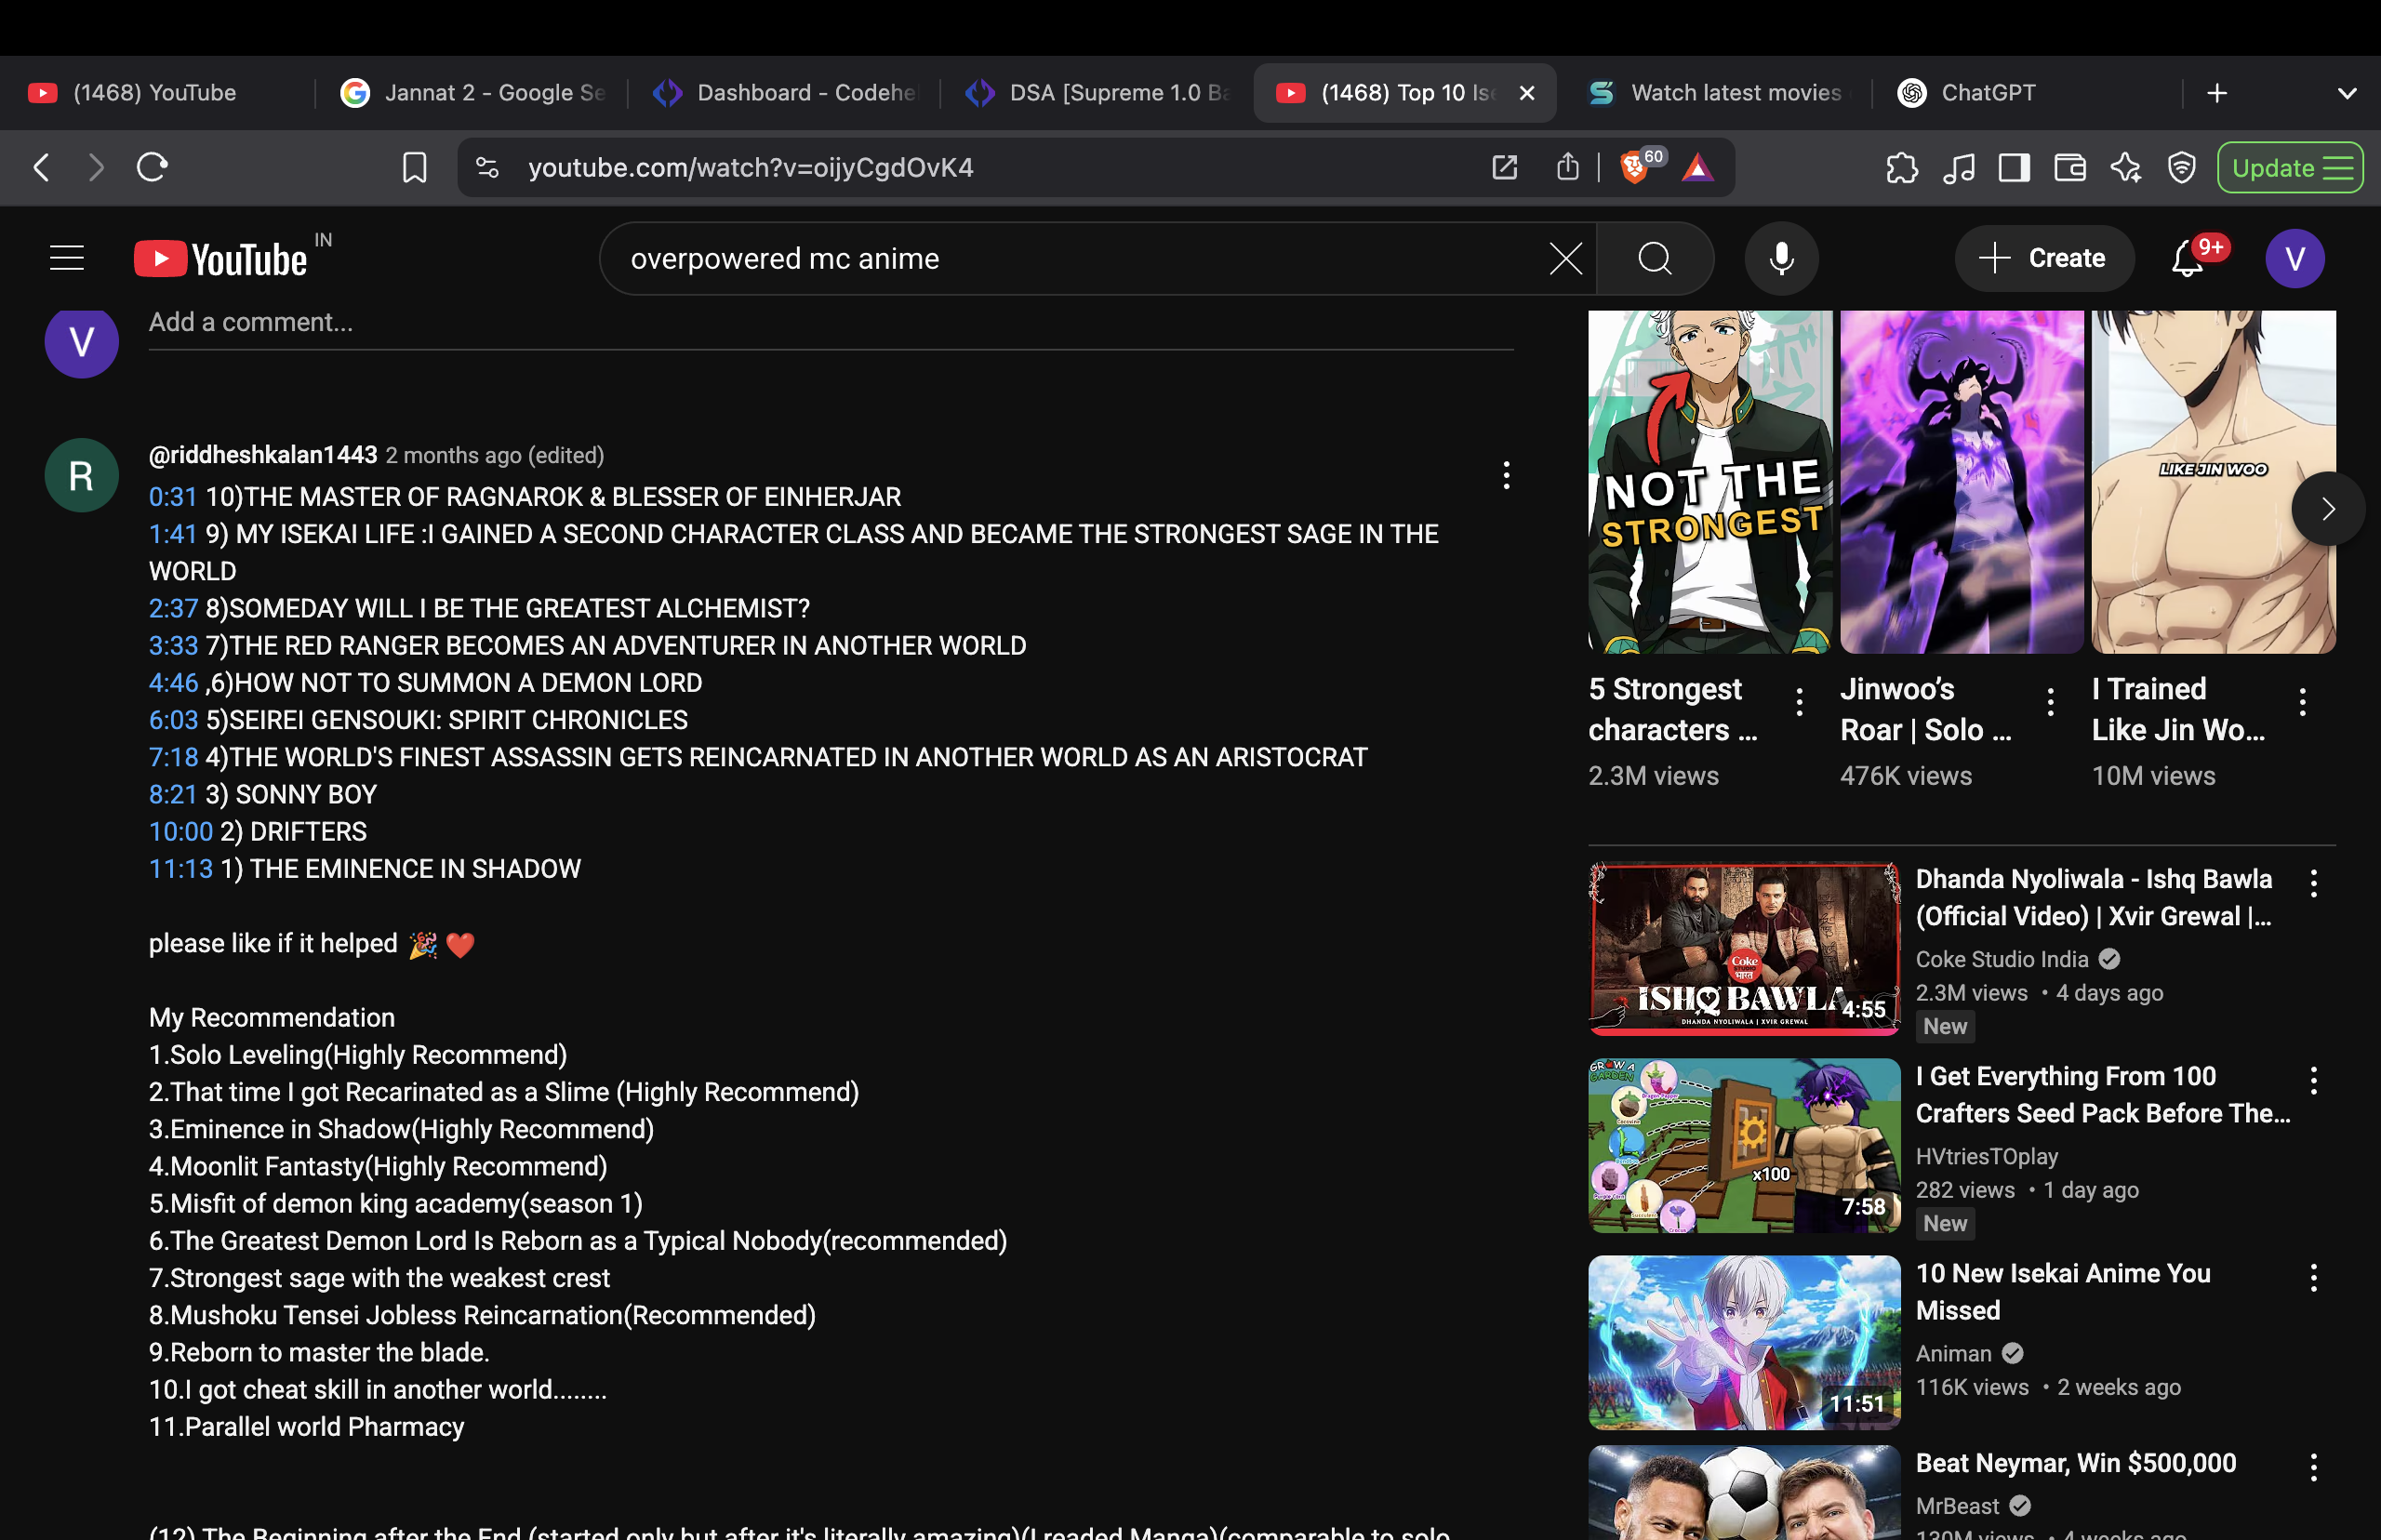 (1468) YouTube
Jannat 2 - Google Se
Dashboard - Codehe
DSA [Supreme 1.0 Ba
(1468) Top 10 Ise
Watch latest movies
ChatGPT
youtube.com/watch?v=oijyCgdOvK4
60
Update
YouTube IN
overpowered mc anime
Create
9+
V
V
Add a comment...
R
@riddheshkalan1443 2 months ago (edited)
0:31 10)THE MASTER OF RAGNAROK & BLESSER OF EINHERJAR
1:41 9) MY ISEKAI LIFE :I GAINED A SECOND CHARACTER CLASS AND BECAME THE STRONGEST SAGE IN THE
WORLD
2:37 8)SOMEDAY WILL I BE THE GREATEST ALCHEMIST?
3:33 7)THE RED RANGER BECOMES AN ADVENTURER IN ANOTHER WORLD
4:46 ,6)HOW NOT TO SUMMON A DEMON LORD
6:03 5)SEIREI GENSOUKI: SPIRIT CHRONICLES
7:18 4)THE WORLD'S FINEST ASSASSIN GETS REINCARNATED IN ANOTHER WORLD AS AN ARISTOCRAT
8:21 3) SONNY BOY
10:00 2) DRIFTERS
11:13 1) THE EMINENCE IN SHADOW
please like if it helped 🎉 ❤️
My Recommendation
1.Solo Leveling(Highly Recommend)
2.That time I got Recarinated as a Slime (Highly Recommend)
3.Eminence in Shadow(Highly Recommend)
4.Moonlit Fantasty(Highly Recommend)
5.Misfit of demon king academy(season 1)
6.The Greatest Demon Lord Is Reborn as a Typical Nobody(recommended)
7.Strongest sage with the weakest crest
8.Mushoku Tensei Jobless Reincarnation(Recommended)
9.Reborn to master the blade.
10.I got cheat skill in another world........
11.Parallel world Pharmacy
(12) The Beginning after the End (started only but after it's literally amazing)(I readed Manga)(comparable to solo
NOT THE
STRONGEST
LIKE JIN WOO
5 Strongest
characters ...
2.3M views
Jinwoo's
Roar | Solo ...
476K views
I Trained
Like Jin Wo...
10M views
Coke
STUDIO
भारत
ISHQ BAWLA
DHANDA NYOLIWALA | XVIR GREWAL
4:55
Dhanda Nyoliwala - Ishq Bawla
(Official Video) | Xvir Grewal |...
Coke Studio India
2.3M views • 4 days ago
New
GROW A
GARDEN
x100
7:58
I Get Everything From 100
Crafters Seed Pack Before The...
HVtriesTOplay
282 views • 1 day ago
New
11:51
10 New Isekai Anime You
Missed
Animan
116K views • 2 weeks ago
Beat Neymar, Win $500,000
MrBeast
130M views • 4 weeks ago